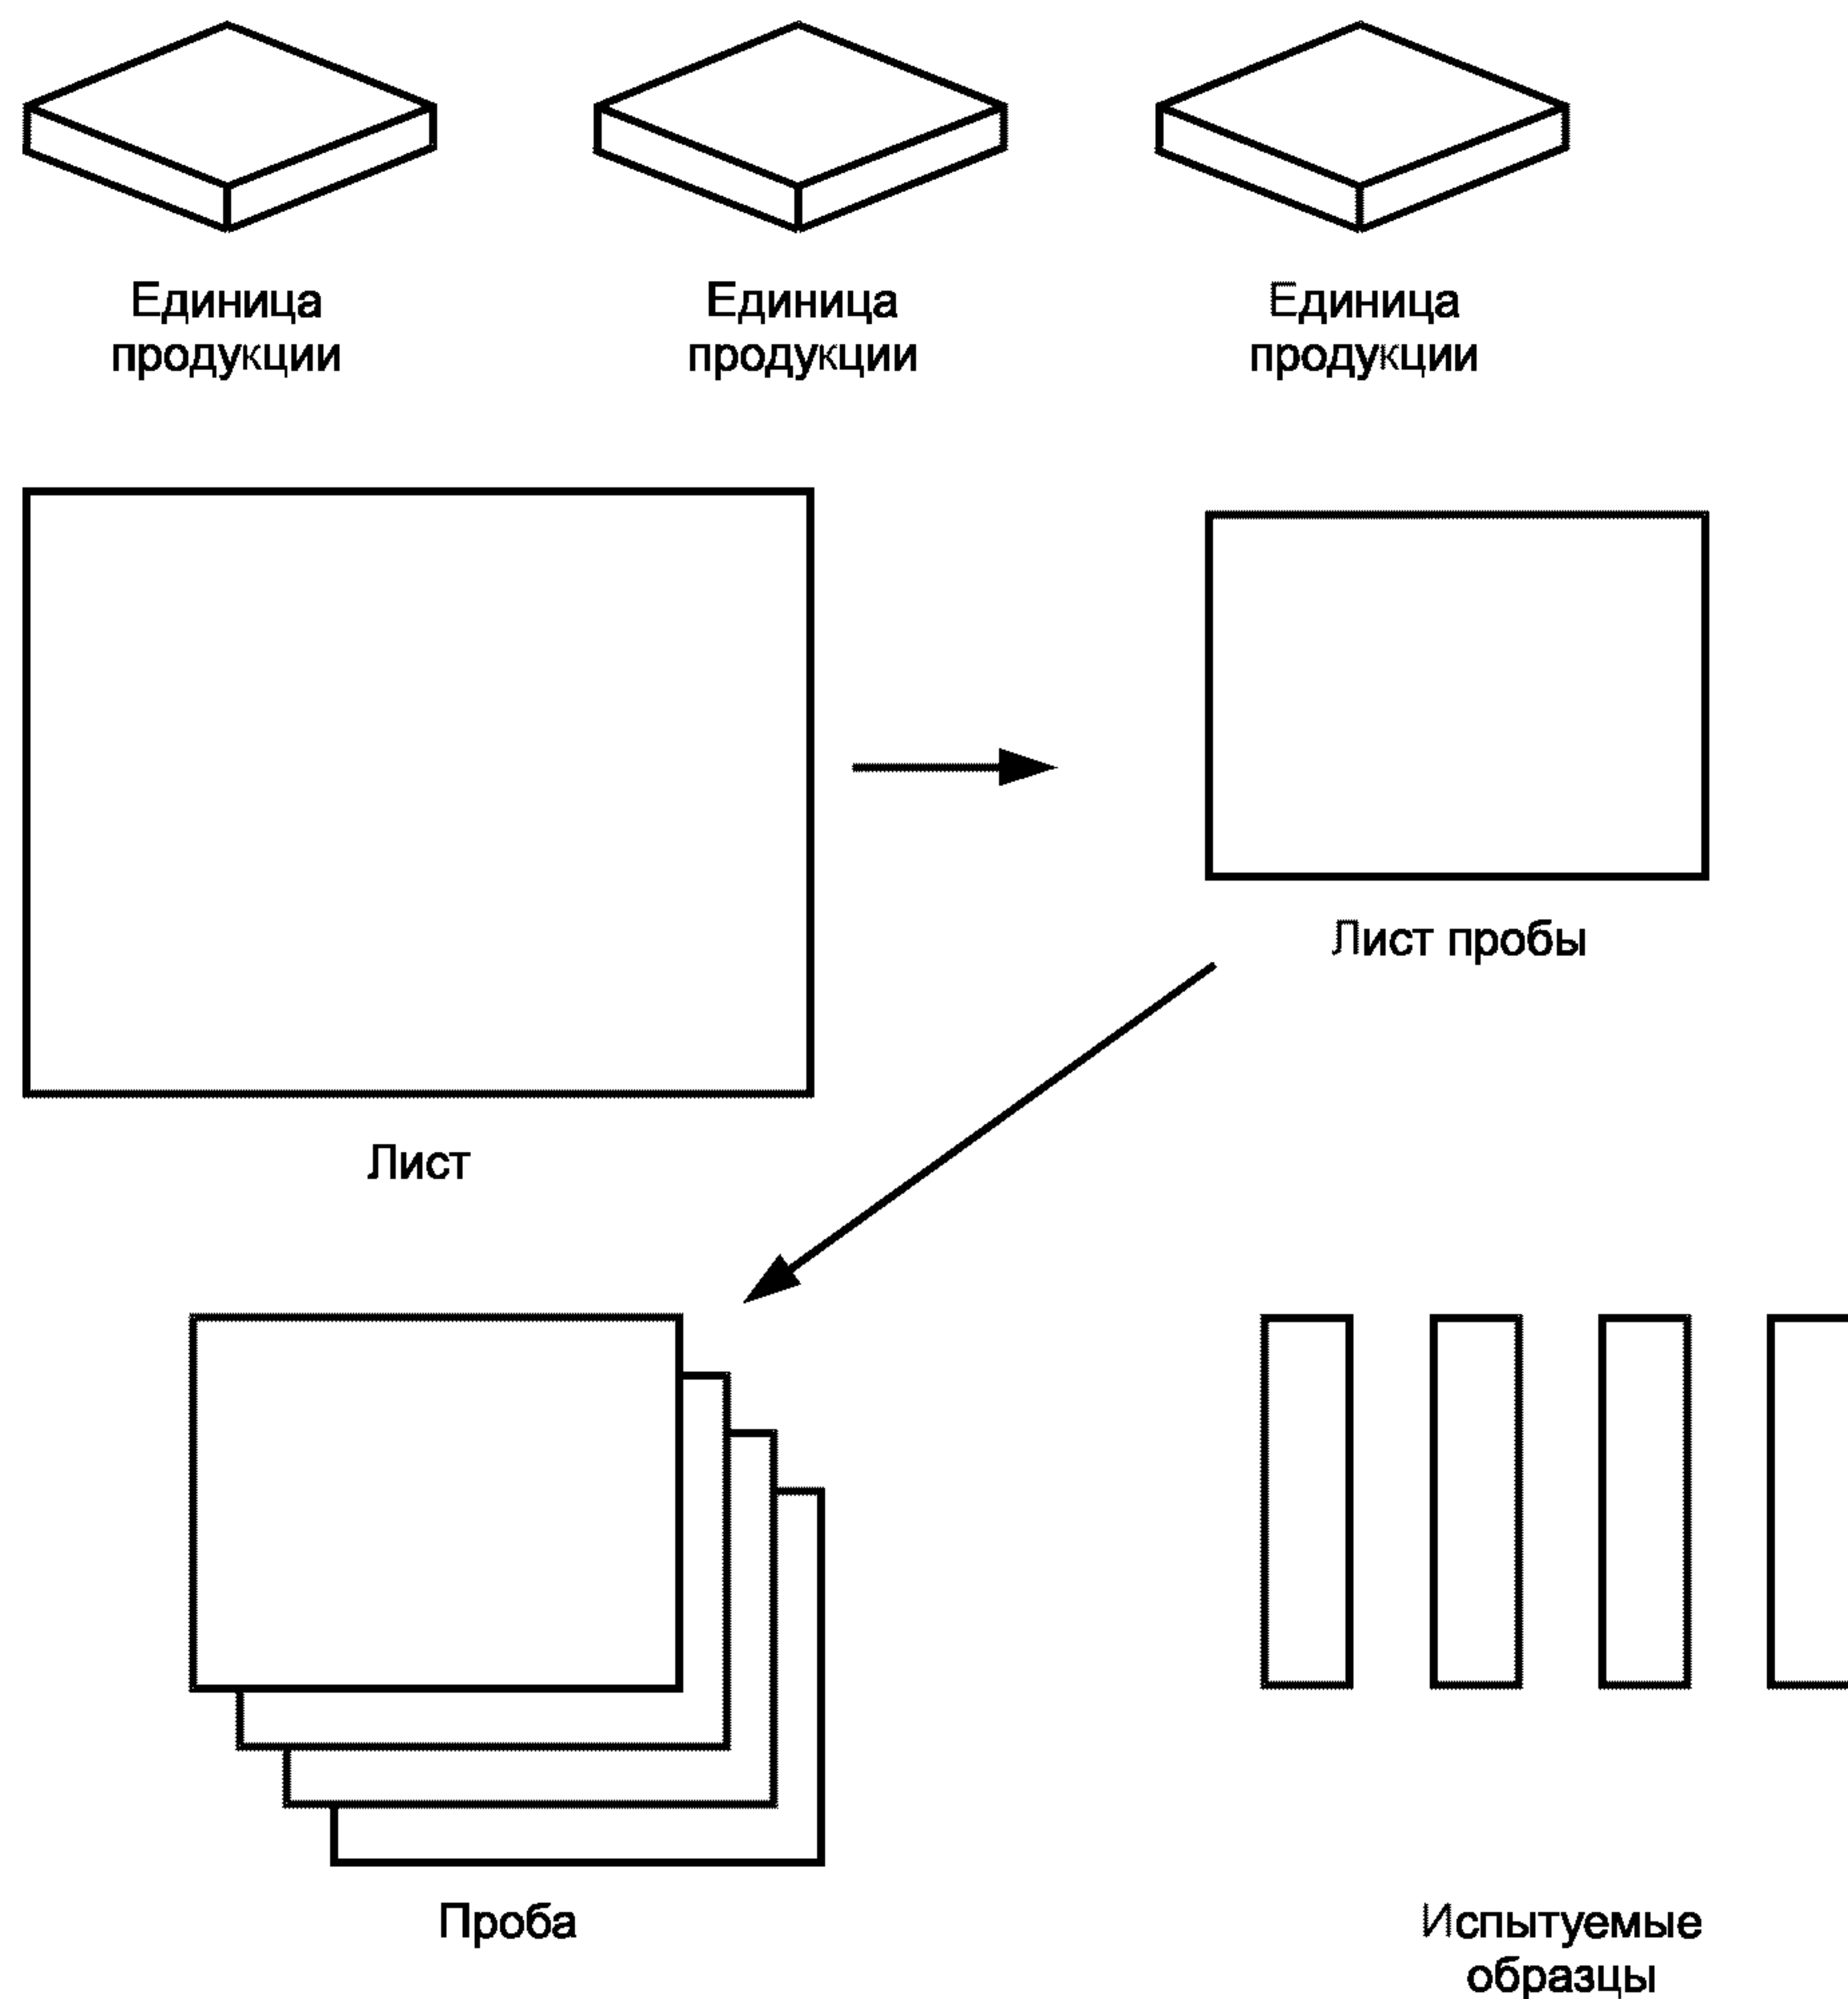 Единица
продукции
Единица
продукции
Единица
продукции
Лист пробы
Лист
Проба
Испытуемые
образцы